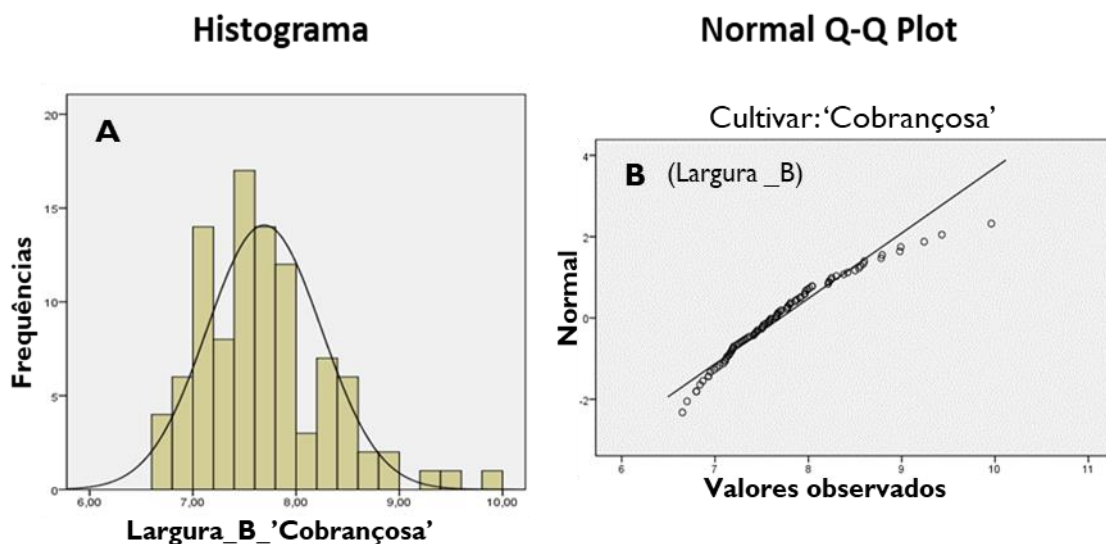 Histograma
A
20
15
10
5
0
Frequências
6,00 7,00 8,00 9,00 10,00
Largura_B_'Cobrançosa'
Normal Q-Q Plot
Cultivar:'Cobrançosa'
B (Largura _B)
4
2
0
-2
Normal
6 7 8 9 10 11
Valores observados